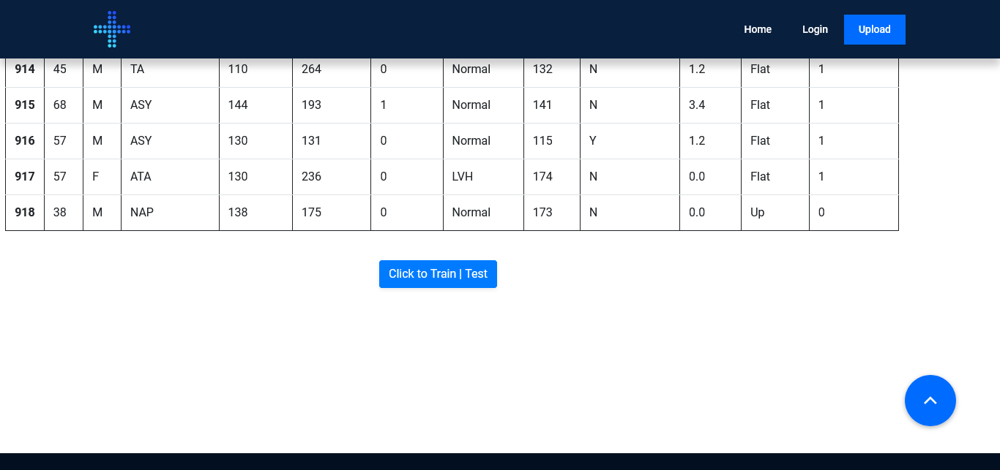 Home Login Upload
914 45 M TA 110 264 0 Normal 132 N 1.2 Flat 1
915 68 M ASY 144 193 1 Normal 141 N 3.4 Flat 1
916 57 M ASY 130 131 0 Normal 115 Y 1.2 Flat 1
917 57 F ATA 130 236 0 LVH 174 N 0.0 Flat 1
918 38 M NAP 138 175 0 Normal 173 N 0.0 Up 0
Click to Train | Test